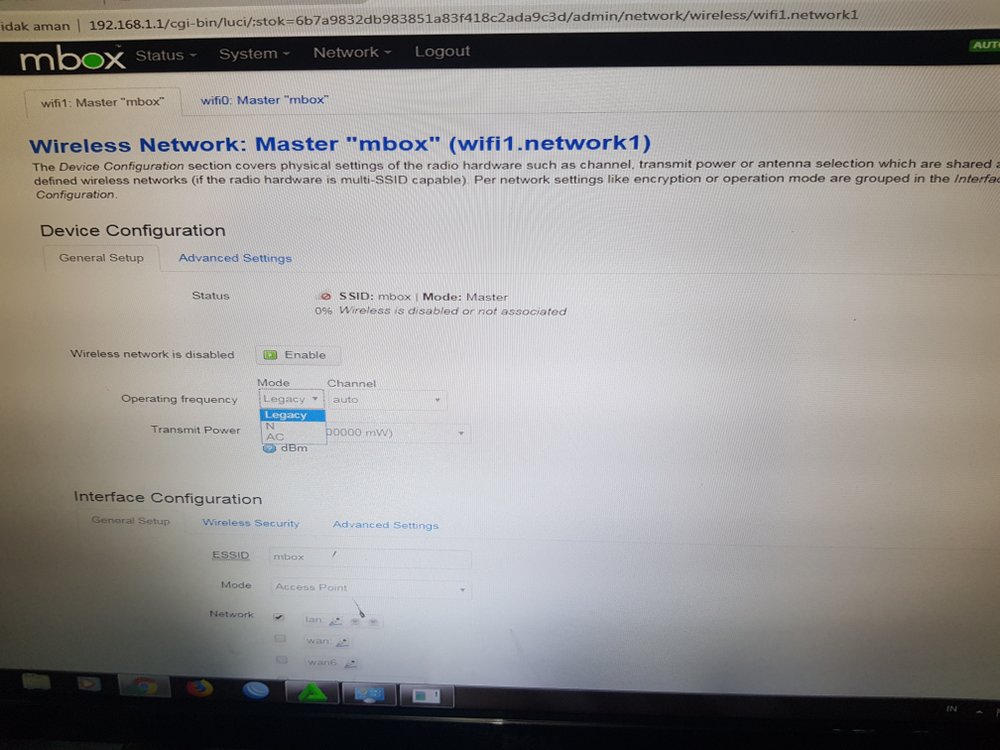 idak aman | 192.168.1.1/cgi-bin/luci/;stok=6b7a9832db983851a83f418c2ada9c3d/admin/network/wireless/wifi1.network1
mbox Status System Network Logout AUT
wifi1: Master "mbox" wifi0: Master "mbox"
Wireless Network: Master "mbox" (wifi1.network1)
The Device Configuration section covers physical settings of the radio hardware such as channel, transmit power or antenna selection which are shared a
defined wireless networks (if the radio hardware is multi-SSID capable). Per network settings like encryption or operation mode are grouped in the Interfac
Configuration.
Device Configuration
General Setup Advanced Settings
Status SSID: mbox | Mode: Master
0% Wireless is disabled or not associated
Wireless network is disabled Enable
Mode Channel
Operating frequency Legacy auto
Legacy
N
Transmit Power 00000 mW)
AC
dBm
Interface Configuration
General Setup Wireless Security Advanced Settings
ESSID mbox
Mode Access Point
Network lan:
wan:
wan6:
IN